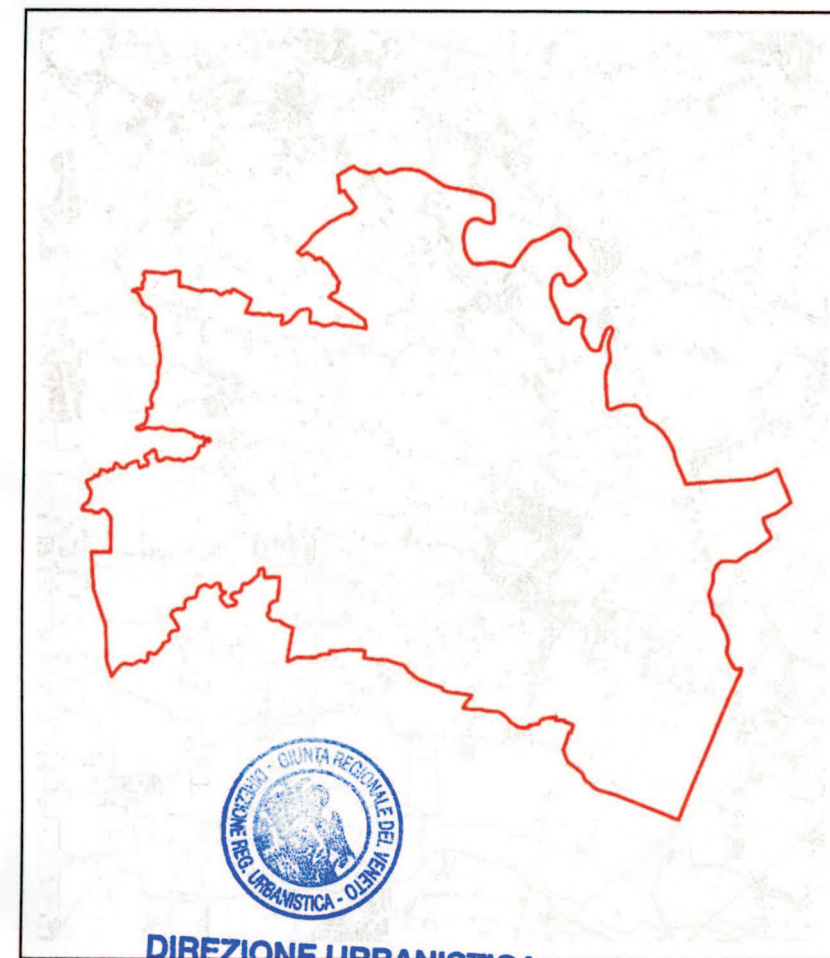 GIUNTA REGIONALE DEL VENETO
- DIREZIONE REG. URBANISTICA -
DIREZIONE URBANISTICA